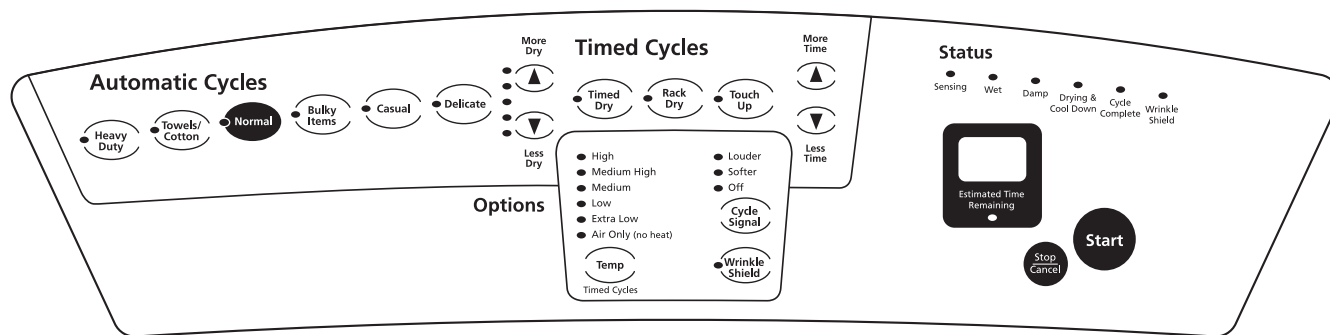 Automatic Cycles
Heavy
Duty
Towels/
Cotton
Normal
Bulky
Items
Casual
Delicate
More
Dry
Less
Dry
Timed Cycles
Timed
Dry
Rack
Dry
Touch
Up
More
Time
Less
Time
Options
High
Medium High
Medium
Low
Extra Low
Air Only (no heat)
Temp
Timed Cycles
Louder
Softer
Off
Cycle
Signal
Wrinkle
Shield
Status
Sensing
Wet
Damp
Drying &
Cool Down
Cycle
Complete
Wrinkle
Shield
Estimated Time
Remaining
Start
Stop
Cancel